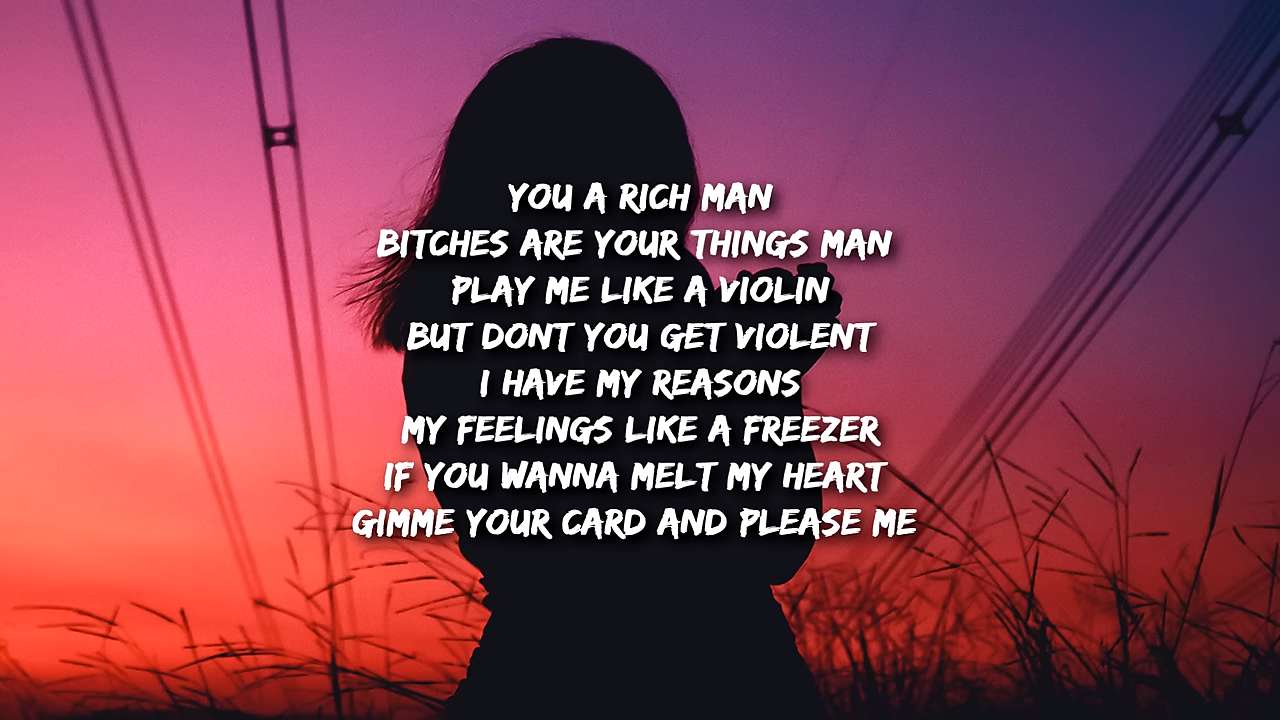 YOU A RICH MAN
BITCHES ARE YOUR THINGS MAN
PLAY ME LIKE A VIOLIN
BUT DONT YOU GET VIOLENT
I HAVE MY REASONS
MY FEELINGS LIKE A FREEZER
IF YOU WANNA MELT MY HEART
GIMME YOUR CARD AND PLEASE ME